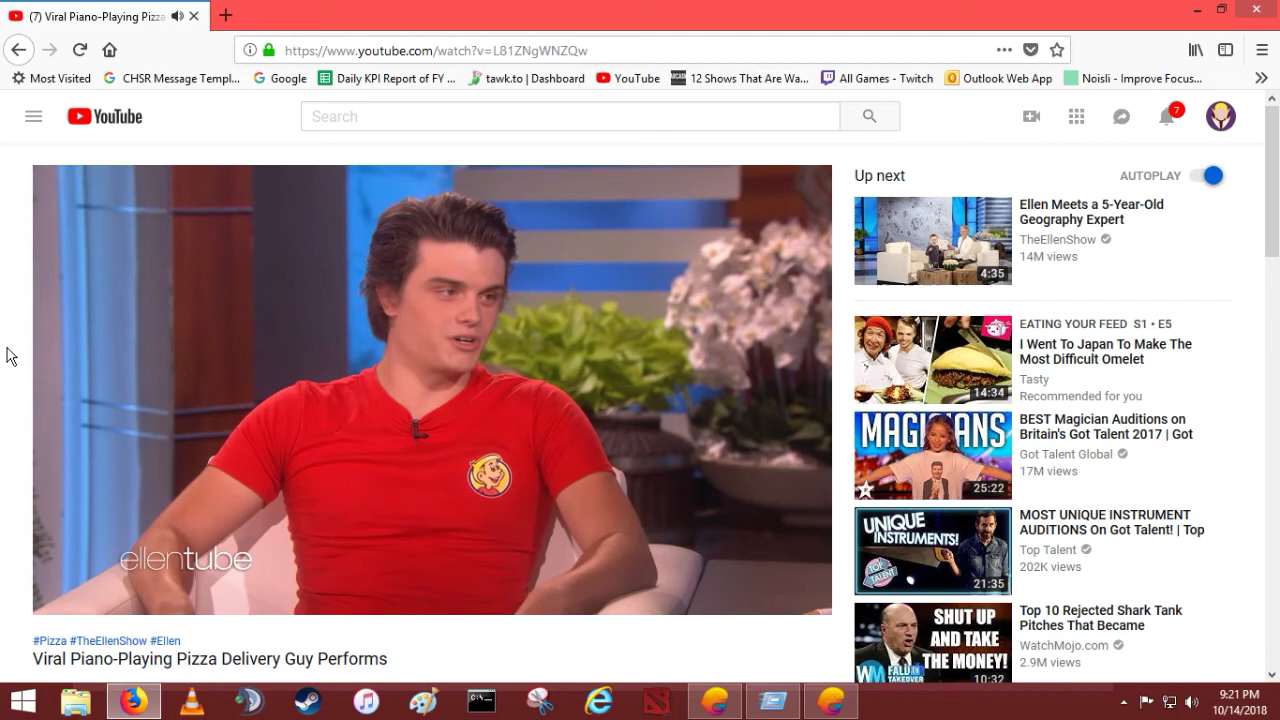 (7) Viral Piano-Playing Pizza
https://www.youtube.com/watch?v=L81ZNgWNZQw
Most Visited
CHSR Message Templ...
Google
Daily KPI Report of FY ...
tawk.to | Dashboard
YouTube
12 Shows That Are Wa...
All Games - Twitch
Outlook Web App
Noisli - Improve Focus...
YouTube
Search
7
Up next
AUTOPLAY
Ellen Meets a 5-Year-Old
Geography Expert
TheEllenShow
14M views
4:35
EATING YOUR FEED S1 • E5
I Went To Japan To Make The
Most Difficult Omelet
Tasty
Recommended for you
14:34
MAGICIANS
BEST Magician Auditions on
Britain's Got Talent 2017 | Got
Got Talent Global
17M views
25:22
UNIQUE
INSTRUMENTS!
TOP
TALENT
MOST UNIQUE INSTRUMENT
AUDITIONS On Got Talent! | Top
Top Talent
202K views
21:35
SHUT UP
AND TAKE
THE MONEY!
Top 10 Rejected Shark Tank
Pitches That Became
WatchMojo.com
2.9M views
10:32
ellentube
#Pizza #TheEllenShow #Ellen
Viral Piano-Playing Pizza Delivery Guy Performs
9:21 PM
10/14/2018